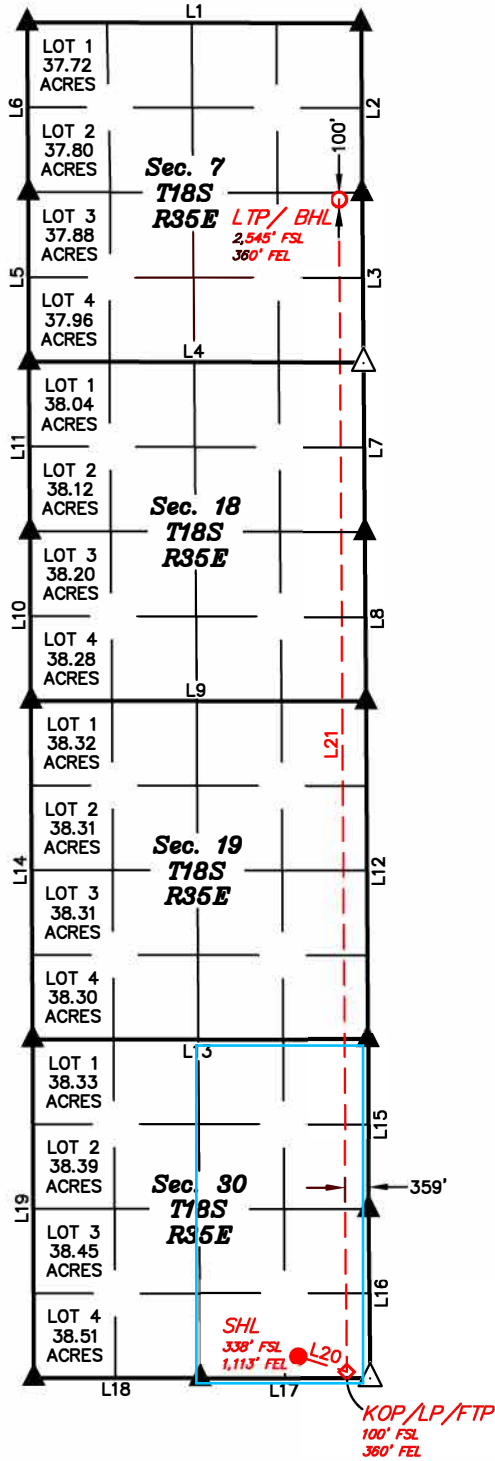 L1
LOT 1
37.72
ACRES
L6
L2
LOT 2
37.80
ACRES
100'
Sec. 7
T18S
R35E
LTP/ BHL
2,545' FSL
360' FEL
LOT 3
37.88
ACRES
L5
L3
LOT 4
37.96
ACRES
L4
LOT 1
38.04
ACRES
L11
L7
LOT 2
38.12
ACRES
Sec. 18
T18S
R35E
LOT 3
38.20
ACRES
L10
L8
LOT 4
38.28
ACRES
L9
LOT 1
38.32
ACRES
L21
LOT 2
38.31
ACRES
Sec. 19
T18S
R35E
L14
L12
LOT 3
38.31
ACRES
LOT 4
38.30
ACRES
L13
LOT 1
38.33
ACRES
L15
LOT 2
38.39
ACRES
Sec. 30
T18S
R35E
359'
L19
LOT 3
38.45
ACRES
L16
LOT 4
38.51
ACRES
SHL
338' FSL
1,113' FEL
L20
L18
L17
KOP/LP/FTP
100' FSL
360' FEL